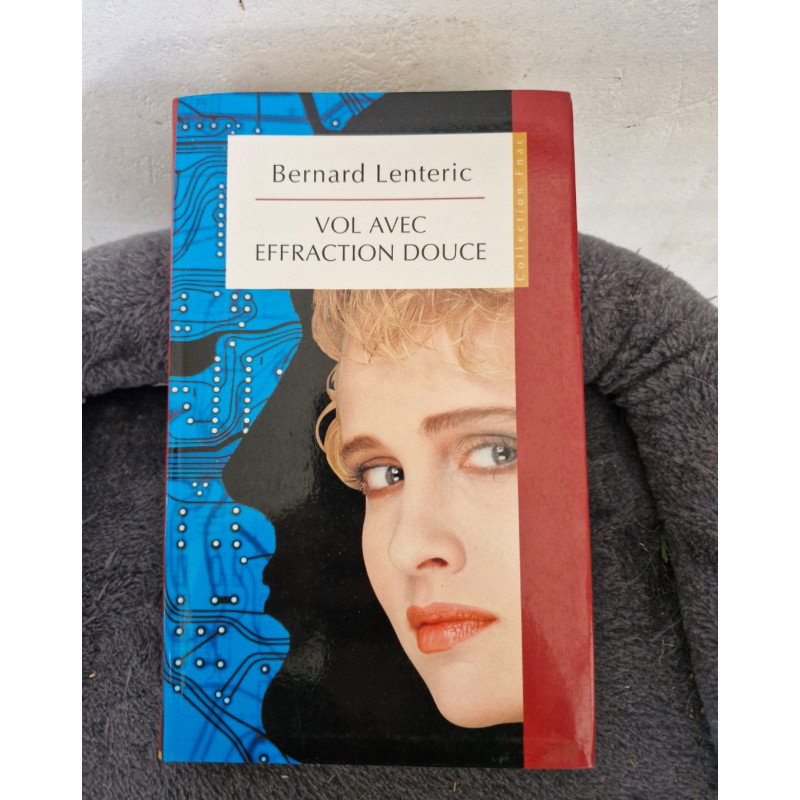 Bernard Lenteric
VOL AVEC
EFFRACTION DOUCE
Collection Fnac